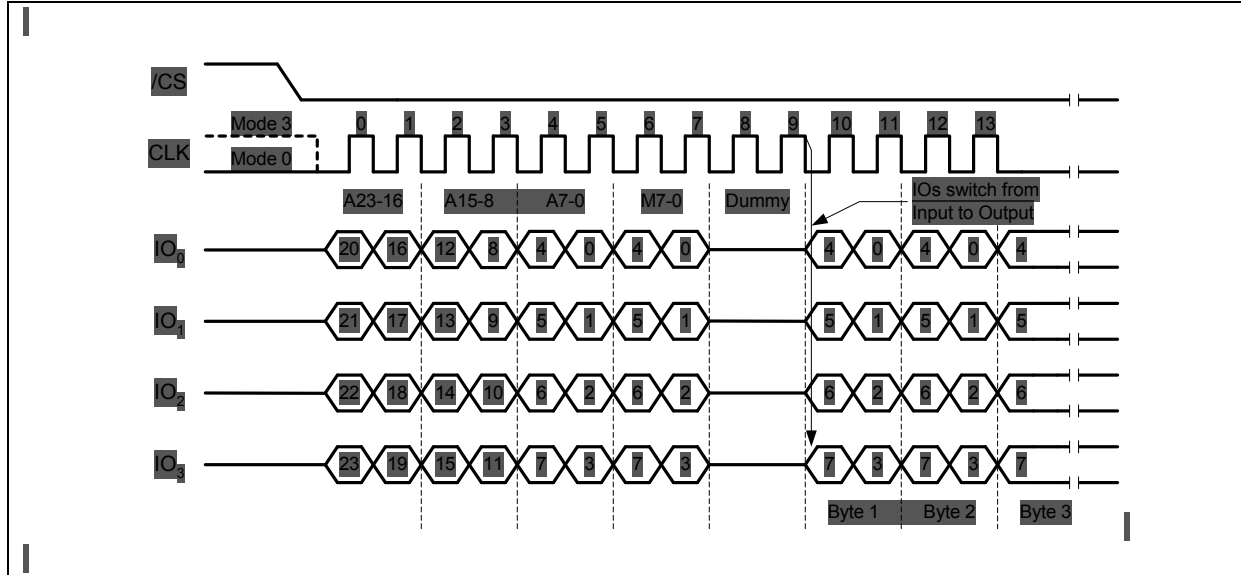 /CS
Mode 3 0 1 2 3 4 5 6 7 8 9 10 11 12 13
CLK
Mode 0
IOs switch from
A23-16 A15-8 A7-0 M7-0 Dummy
Input to Output
IO0 20 16 12 8 4 0 4 0 4 0 4 0 4
IO1 21 17 13 9 5 1 5 1 5 1 5 1 5
IO2 22 18 14 10 6 2 6 2 6 2 6 2 6
IO3 23 19 15 11 7 3 7 3 7 3 7 3 7
Byte 1 Byte 2 Byte 3